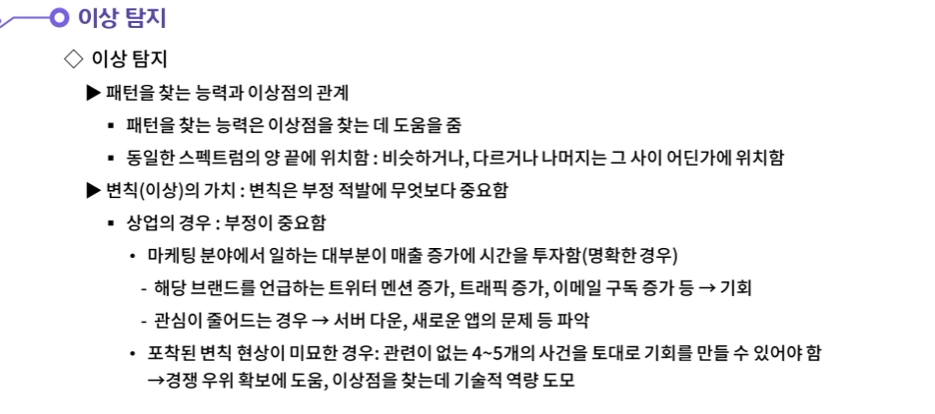 이상 탐지
◇ 이상 탐지
▶ 패턴을 찾는 능력과 이상점의 관계
▪ 패턴을 찾는 능력은 이상점을 찾는 데 도움을 줌
▪ 동일한 스펙트럼의 양 끝에 위치함 : 비슷하거나, 다르거나 나머지는 그 사이 어딘가에 위치함
▶ 변칙(이상)의 가치 : 변칙은 부정 적발에 무엇보다 중요함
▪ 상업의 경우 : 부정이 중요함
• 마케팅 분야에서 일하는 대부분이 매출 증가에 시간을 투자함(명확한 경우)
- 해당 브랜드를 언급하는 트위터 멘션 증가, 트래픽 증가, 이메일 구독 증가 등 → 기회
- 관심이 줄어드는 경우 → 서버 다운, 새로운 앱의 문제 등 파악
• 포착된 변칙 현상이 미묘한 경우: 관련이 없는 4~5개의 사건을 토대로 기회를 만들 수 있어야 함
→경쟁 우위 확보에 도움, 이상점을 찾는데 기술적 역량 도모